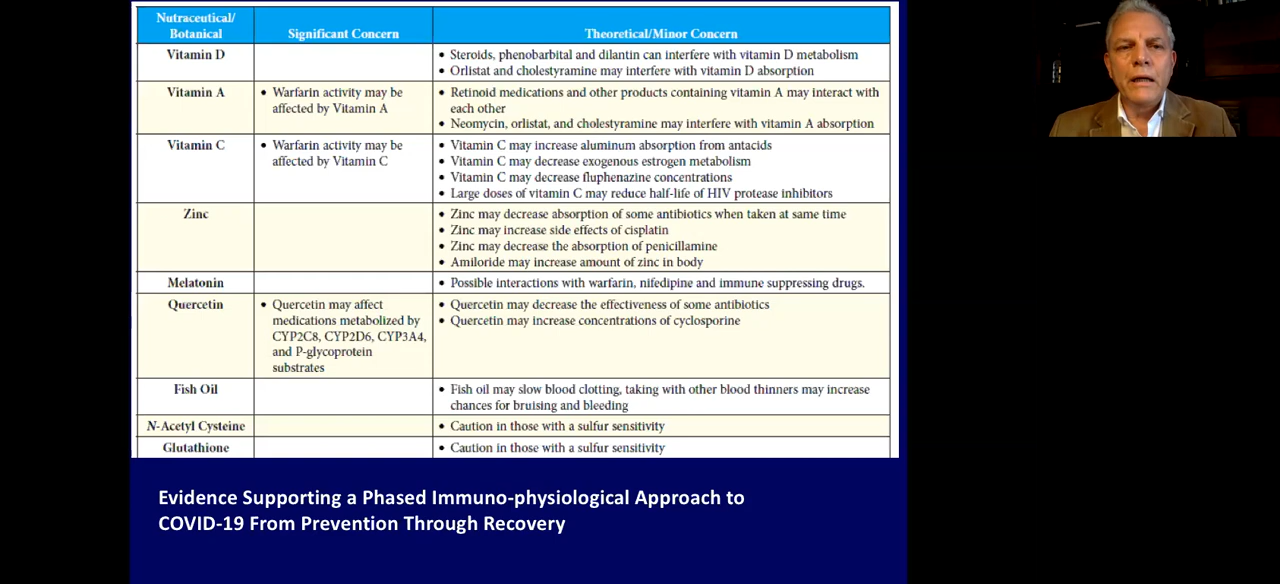 Nutraceutical/
Botanical
Significant Concern
Theoretical/Minor Concern
Vitamin D
• Steroids, phenobarbital and dilantin can interfere with vitamin D metabolism
• Orlistat and cholestyramine may interfere with vitamin D absorption
Vitamin A
• Warfarin activity may be
affected by Vitamin A
• Retinoid medications and other products containing vitamin A may interact with
each other
• Neomycin, orlistat, and cholestyramine may interfere with vitamin A absorption
Vitamin C
• Warfarin activity may be
affected by Vitamin C
• Vitamin C may increase aluminum absorption from antacids
• Vitamin C may decrease exogenous estrogen metabolism
• Vitamin C may decrease fluphenazine concentrations
• Large doses of vitamin C may reduce half-life of HIV protease inhibitors
Zinc
• Zinc may decrease absorption of some antibiotics when taken at same time
• Zinc may increase side effects of cisplatin
• Zinc may decrease the absorption of penicillamine
• Amiloride may increase amount of zinc in body
Melatonin
• Possible interactions with warfarin, nifedipine and immune suppressing drugs.
Quercetin
• Quercetin may affect
medications metabolized by
CYP2C8, CYP2D6, CYP3A4,
and P-glycoprotein
substrates
• Quercetin may decrease the effectiveness of some antibiotics
• Quercetin may increase concentrations of cyclosporine
Fish Oil
• Fish oil may slow blood clotting, taking with other blood thinners may increase
chances for bruising and bleeding
N-Acetyl Cysteine
• Caution in those with a sulfur sensitivity
Glutathione
• Caution in those with a sulfur sensitivity
Evidence Supporting a Phased Immuno-physiological Approach to
COVID-19 From Prevention Through Recovery